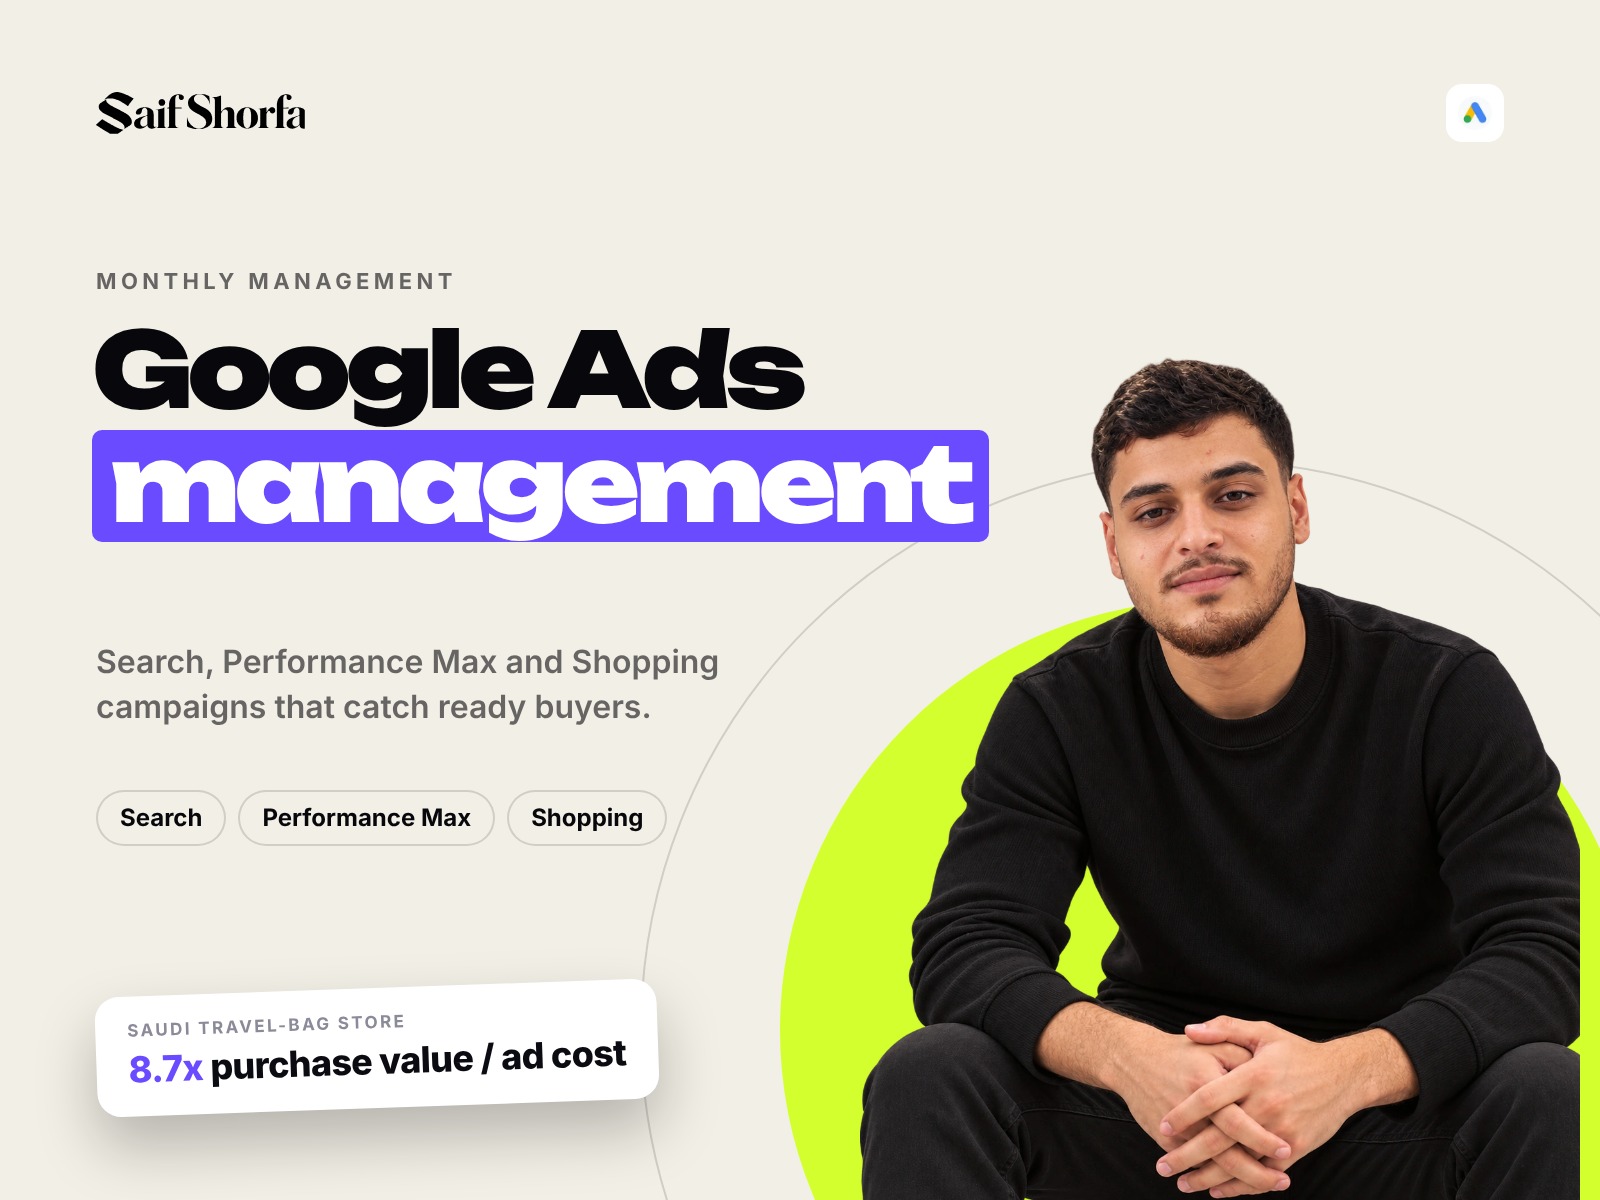 Saif Shorfa
MONTHLY MANAGEMENT
Google Ads
management
Search, Performance Max and Shopping
campaigns that catch ready buyers.
Search
Performance Max
Shopping
SAUDI TRAVEL-BAG STORE
8.7x purchase value / ad cost